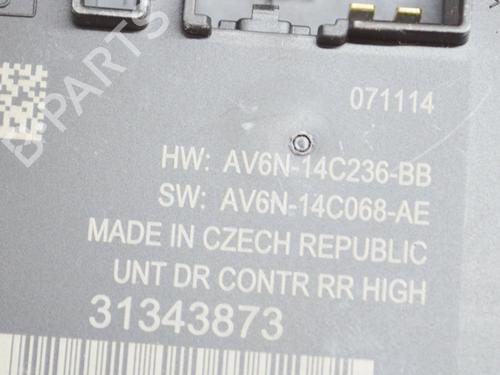 B-PARTS
071114
HW: AV6N-14C236-BB
SW: AV6N-14C068-AE
MADE IN CZECH REPUBLIC
UNT DR CONTR RR HIGH
31343873